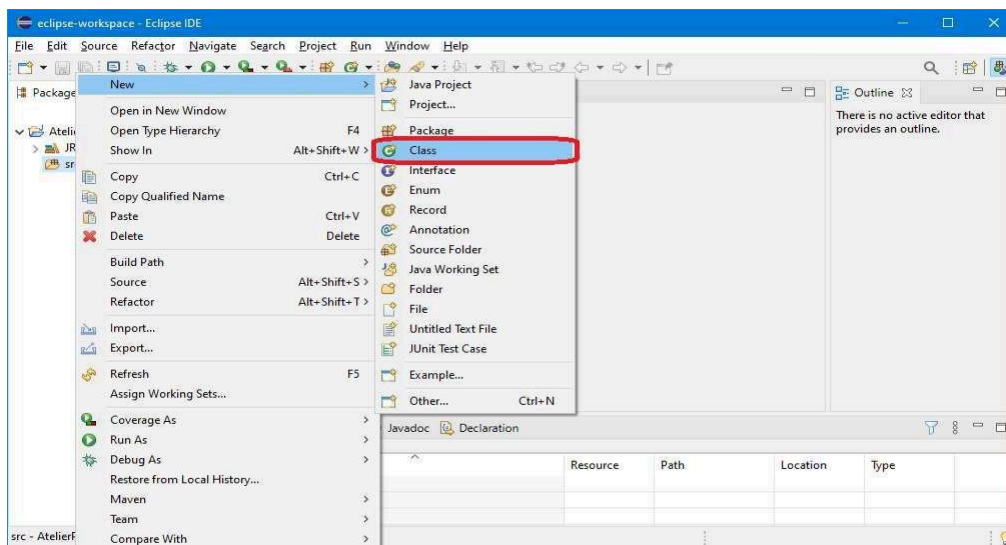 eclipse-workspace - Eclipse IDE
File Edit Source Refactor Navigate Search Project Run Window Help
Package
Outline
There is no active editor that
provides an outline.
Ateli
JR
sr
New
Open in New Window
Open Type Hierarchy F4
Show In Alt+Shift+W >
Copy Ctrl+C
Copy Qualified Name
Paste Ctrl+V
Delete Delete
Build Path >
Source Alt+Shift+S >
Refactor Alt+Shift+T >
Import...
Export...
Refresh F5
Assign Working Sets...
Coverage As >
Run As >
Debug As >
Restore from Local History...
Maven >
Team >
Compare With >
Java Project
Project...
Package
Class
Interface
Enum
Record
Annotation
Source Folder
Java Working Set
Folder
File
Untitled Text File
JUnit Test Case
Example...
Other... Ctrl+N
Javadoc Declaration
Resource Path Location Type
src - AtelierP